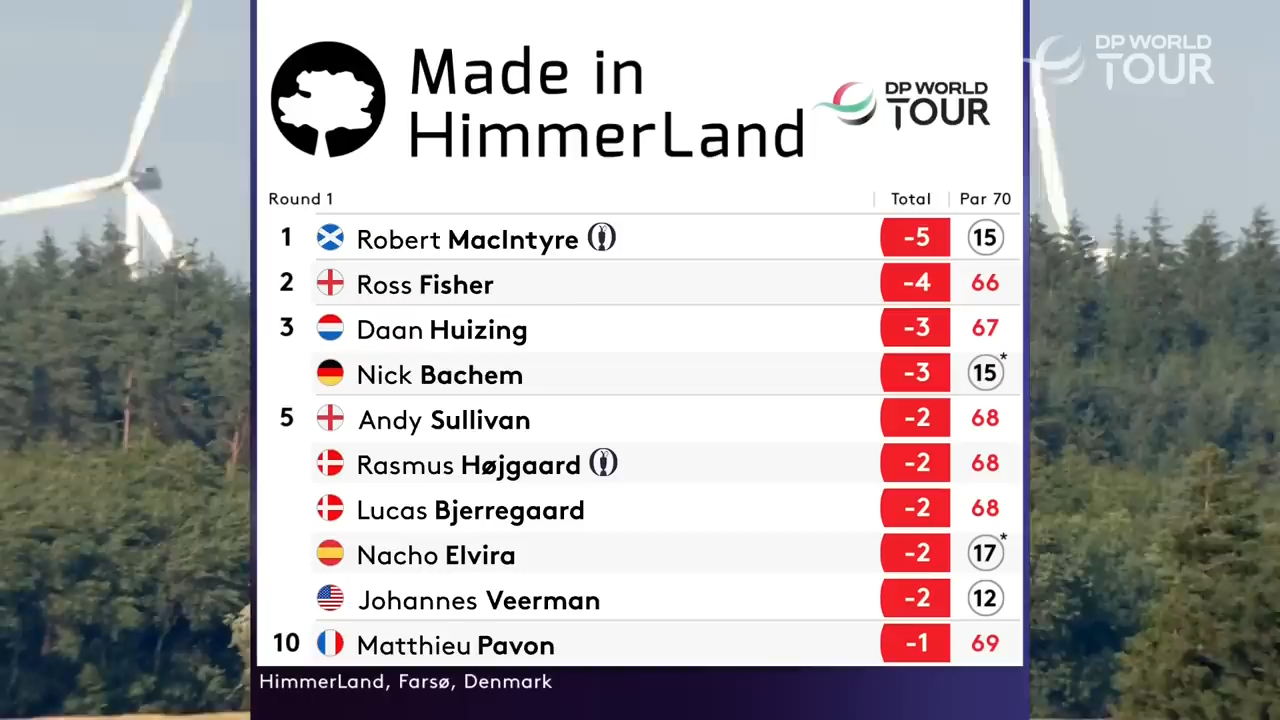 Made in
HimmerLand
DP WORLD
TOUR
DP WORLD
TOUR
Round 1 Total Par 70
1 Robert MacIntyre -5 15
2 Ross Fisher -4 66
3 Daan Huizing -3 67
Nick Bachem -3 15*
5 Andy Sullivan -2 68
Rasmus Højgaard -2 68
Lucas Bjerregaard -2 68
Nacho Elvira -2 17*
Johannes Veerman -2 12
10 Matthieu Pavon -1 69
HimmerLand, Farsø, Denmark